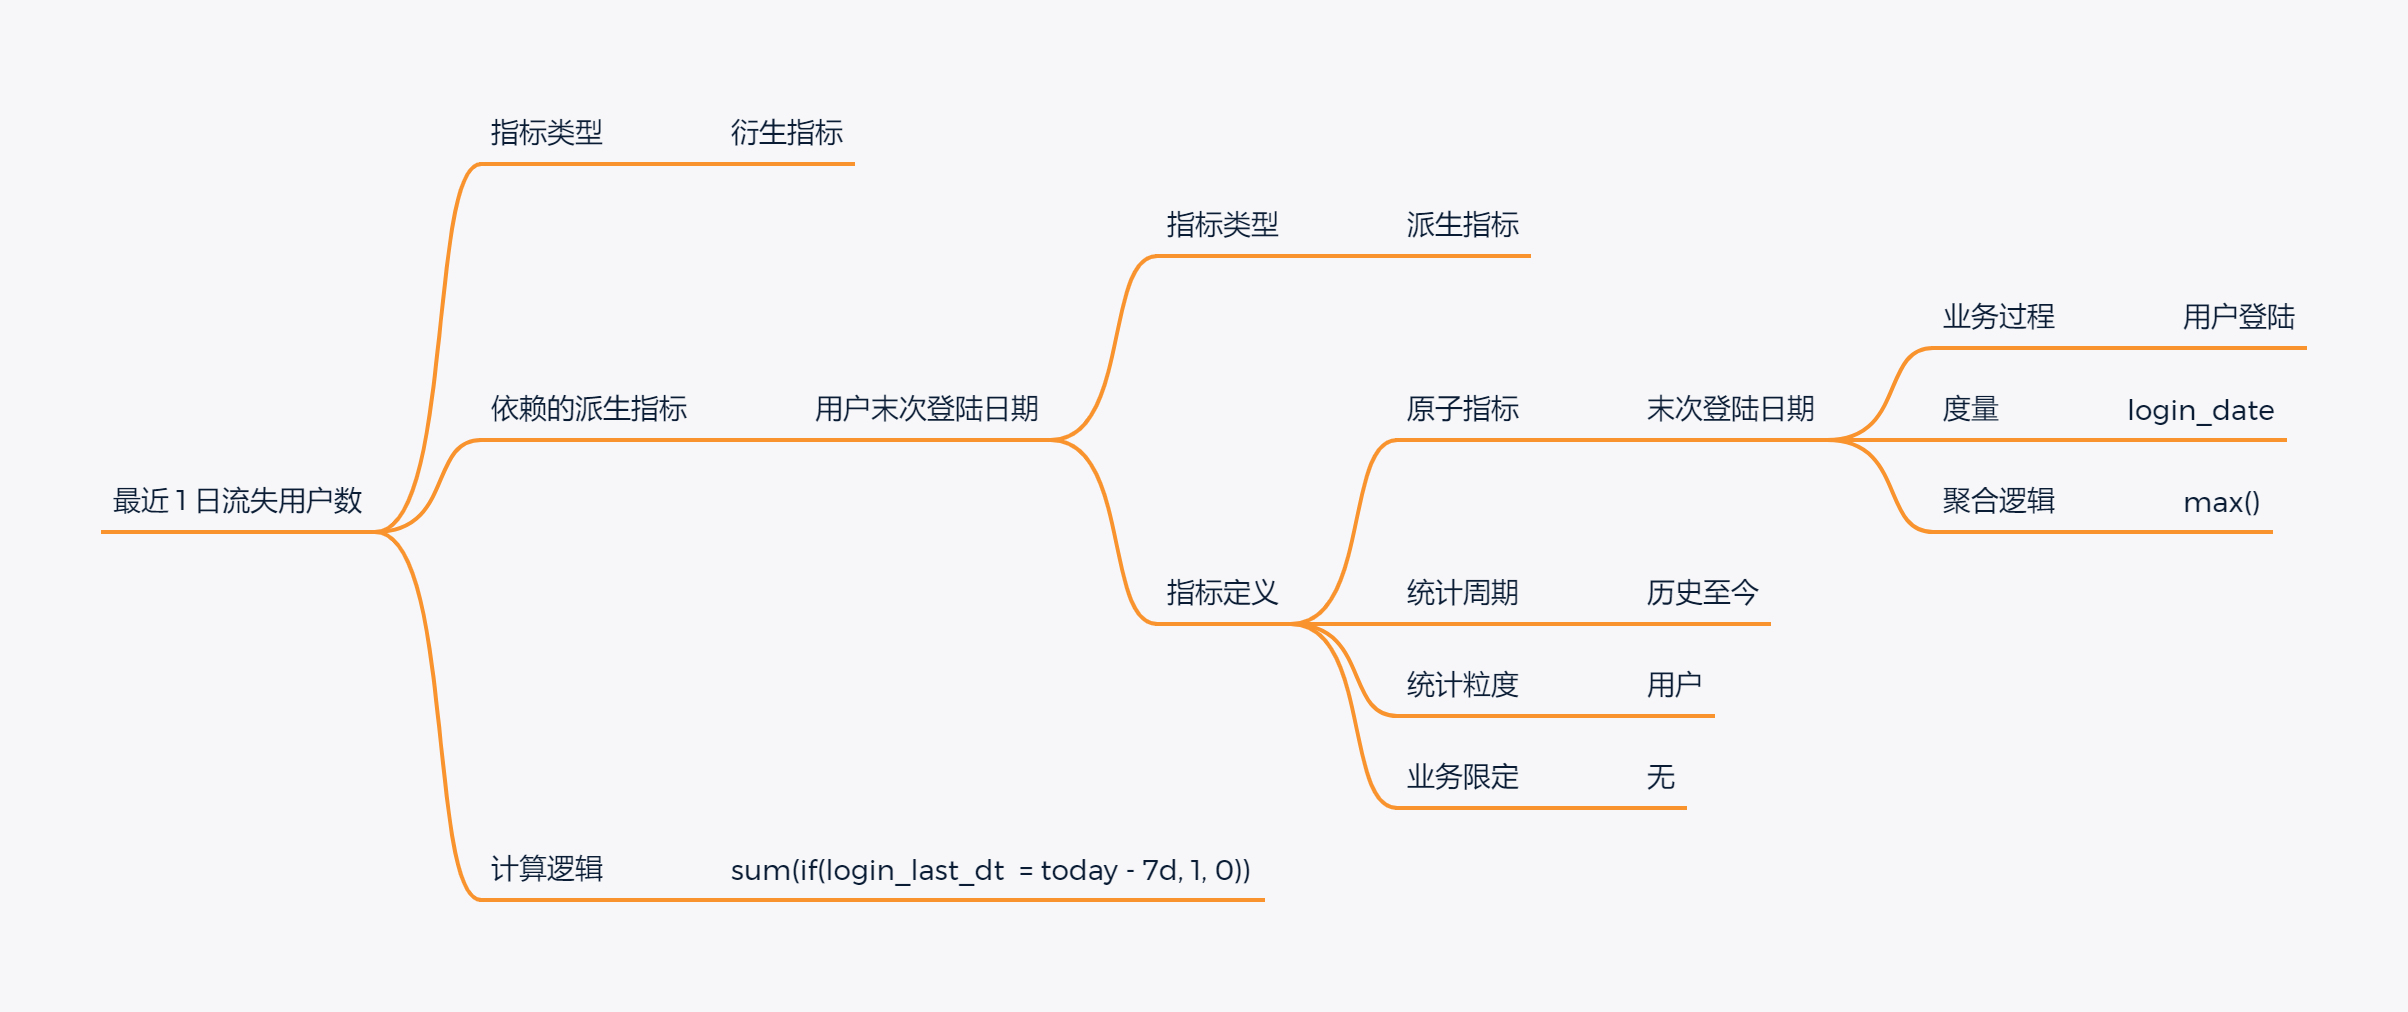 指标类型 衍生指标
指标类型 派生指标
业务过程 用户登陆
依赖的派生指标 用户末次登陆日期
原子指标 末次登陆日期
度量 login_date
最近 1 日流失用户数
聚合逻辑 max()
指标定义
统计周期 历史至今
统计粒度 用户
业务限定 无
计算逻辑 sum(if(login_last_dt = today - 7d, 1, 0))